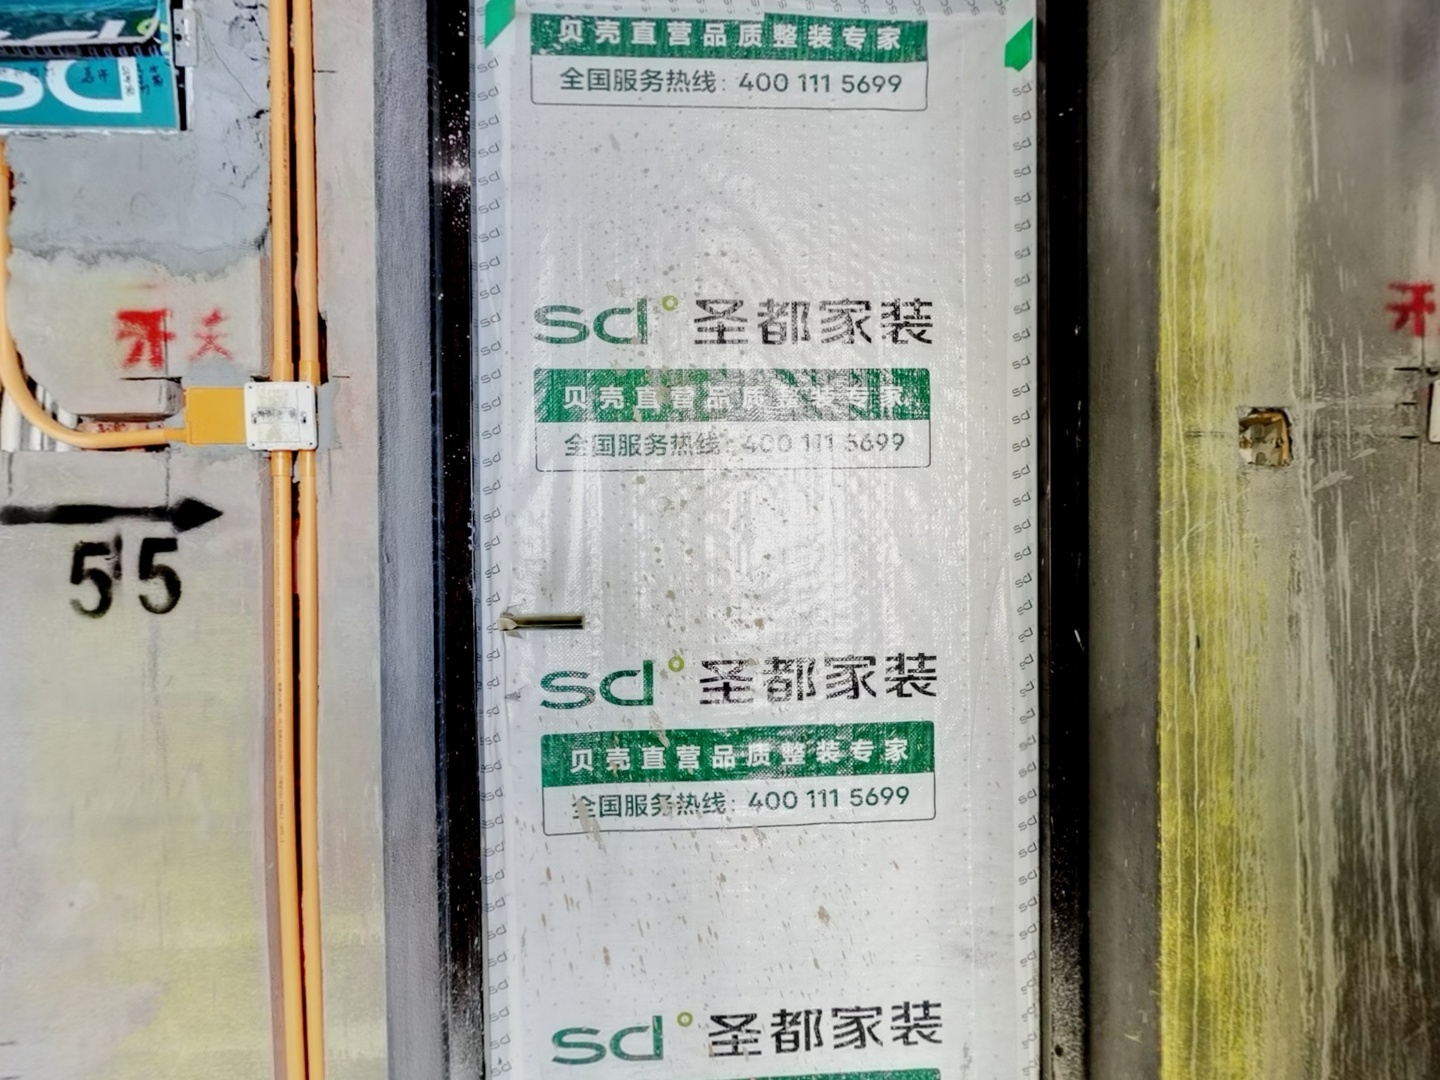 贝壳直营品质整装专家
全国服务热线：400 111 5699
sd 圣都家装
贝壳直营品质整装专家
全国服务热线：400 111 5699
开关
55
sd 圣都家装
贝壳直营品质整装专家
全国服务热线：400 111 5699
sd 圣都家装
开
sd